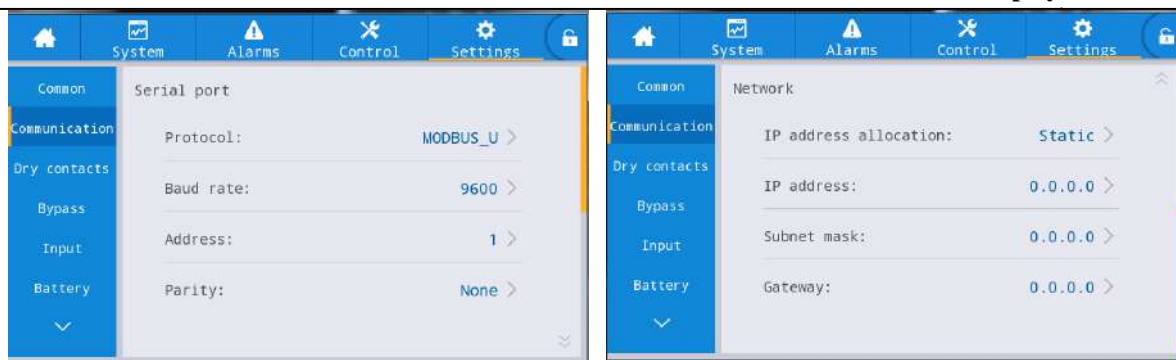 System Alarms Control Settings
Common
Communication
Dry contacts
Bypass
Input
Battery
Serial port
Protocol: MODBUS_U
Baud rate: 9600
Address: 1
Parity: None
System Alarms Control Settings
Common
Communication
Dry contacts
Bypass
Input
Battery
Network
IP address allocation: Static
IP address: 0.0.0.0
Subnet mask: 0.0.0.0
Gateway: 0.0.0.0